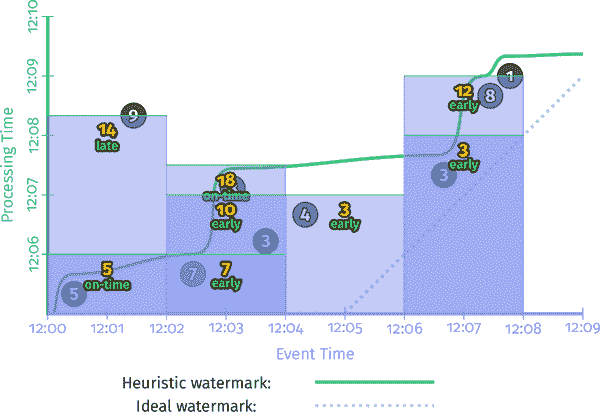 12:10
12:09
12:08
12:07
12:06
Processing Time
9
14
late
5
on-time
5
18
on-time
10
early
3
7
early
7
4
3
early
12
early
8
1
3
early
3
12:00 12:01 12:02 12:03 12:04 12:05 12:06 12:07 12:08 12:09
Event Time
Heuristic watermark:
Ideal watermark: